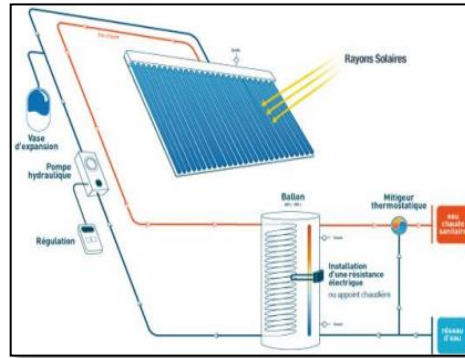 Rayons Solaires
Vase
d'expansion
Pompe
hydraulique
Régulation
Ballon
Mitigeur
thermostatique
eau
chaude
sanitaire
Installation
d'une résistance
électrique
ou appoint chaudière
réseau
d'eau